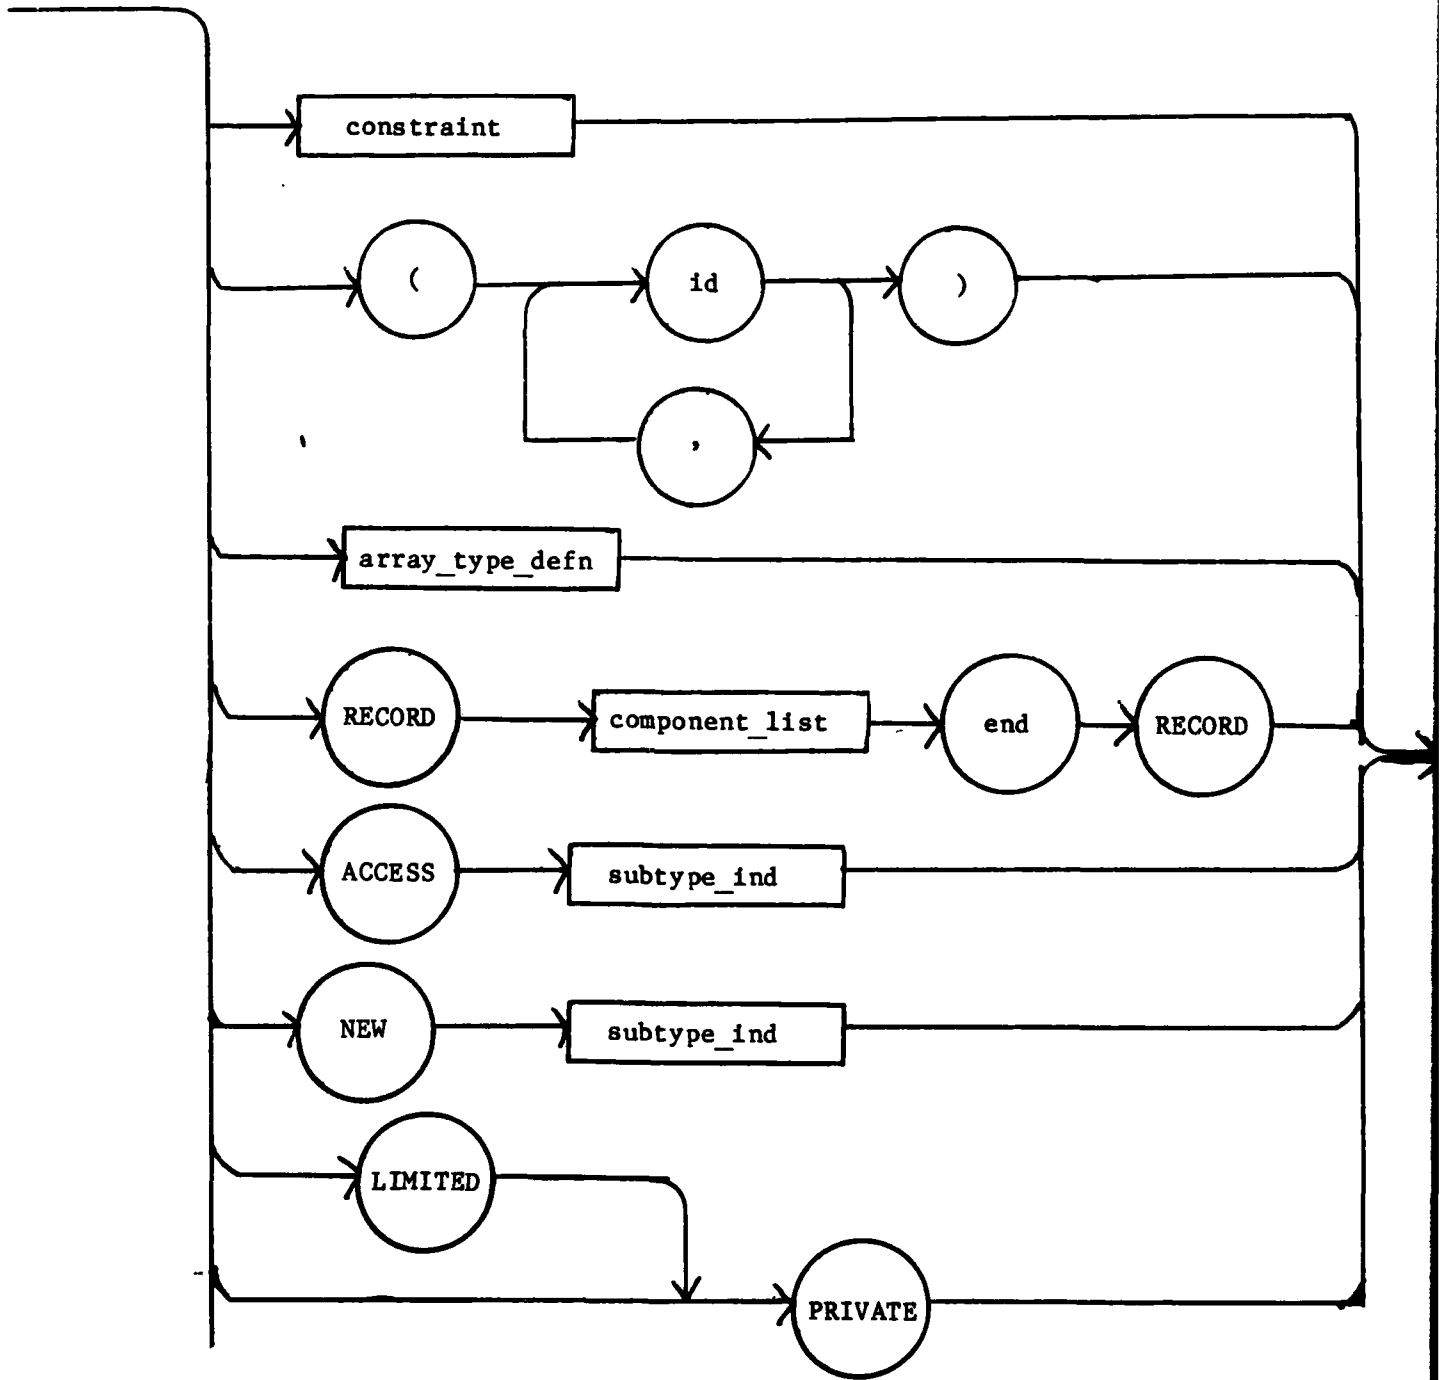 constraint
( id )
,
array_type_defn
RECORD component_list end RECORD
ACCESS subtype_ind
NEW subtype_ind
LIMITED
PRIVATE